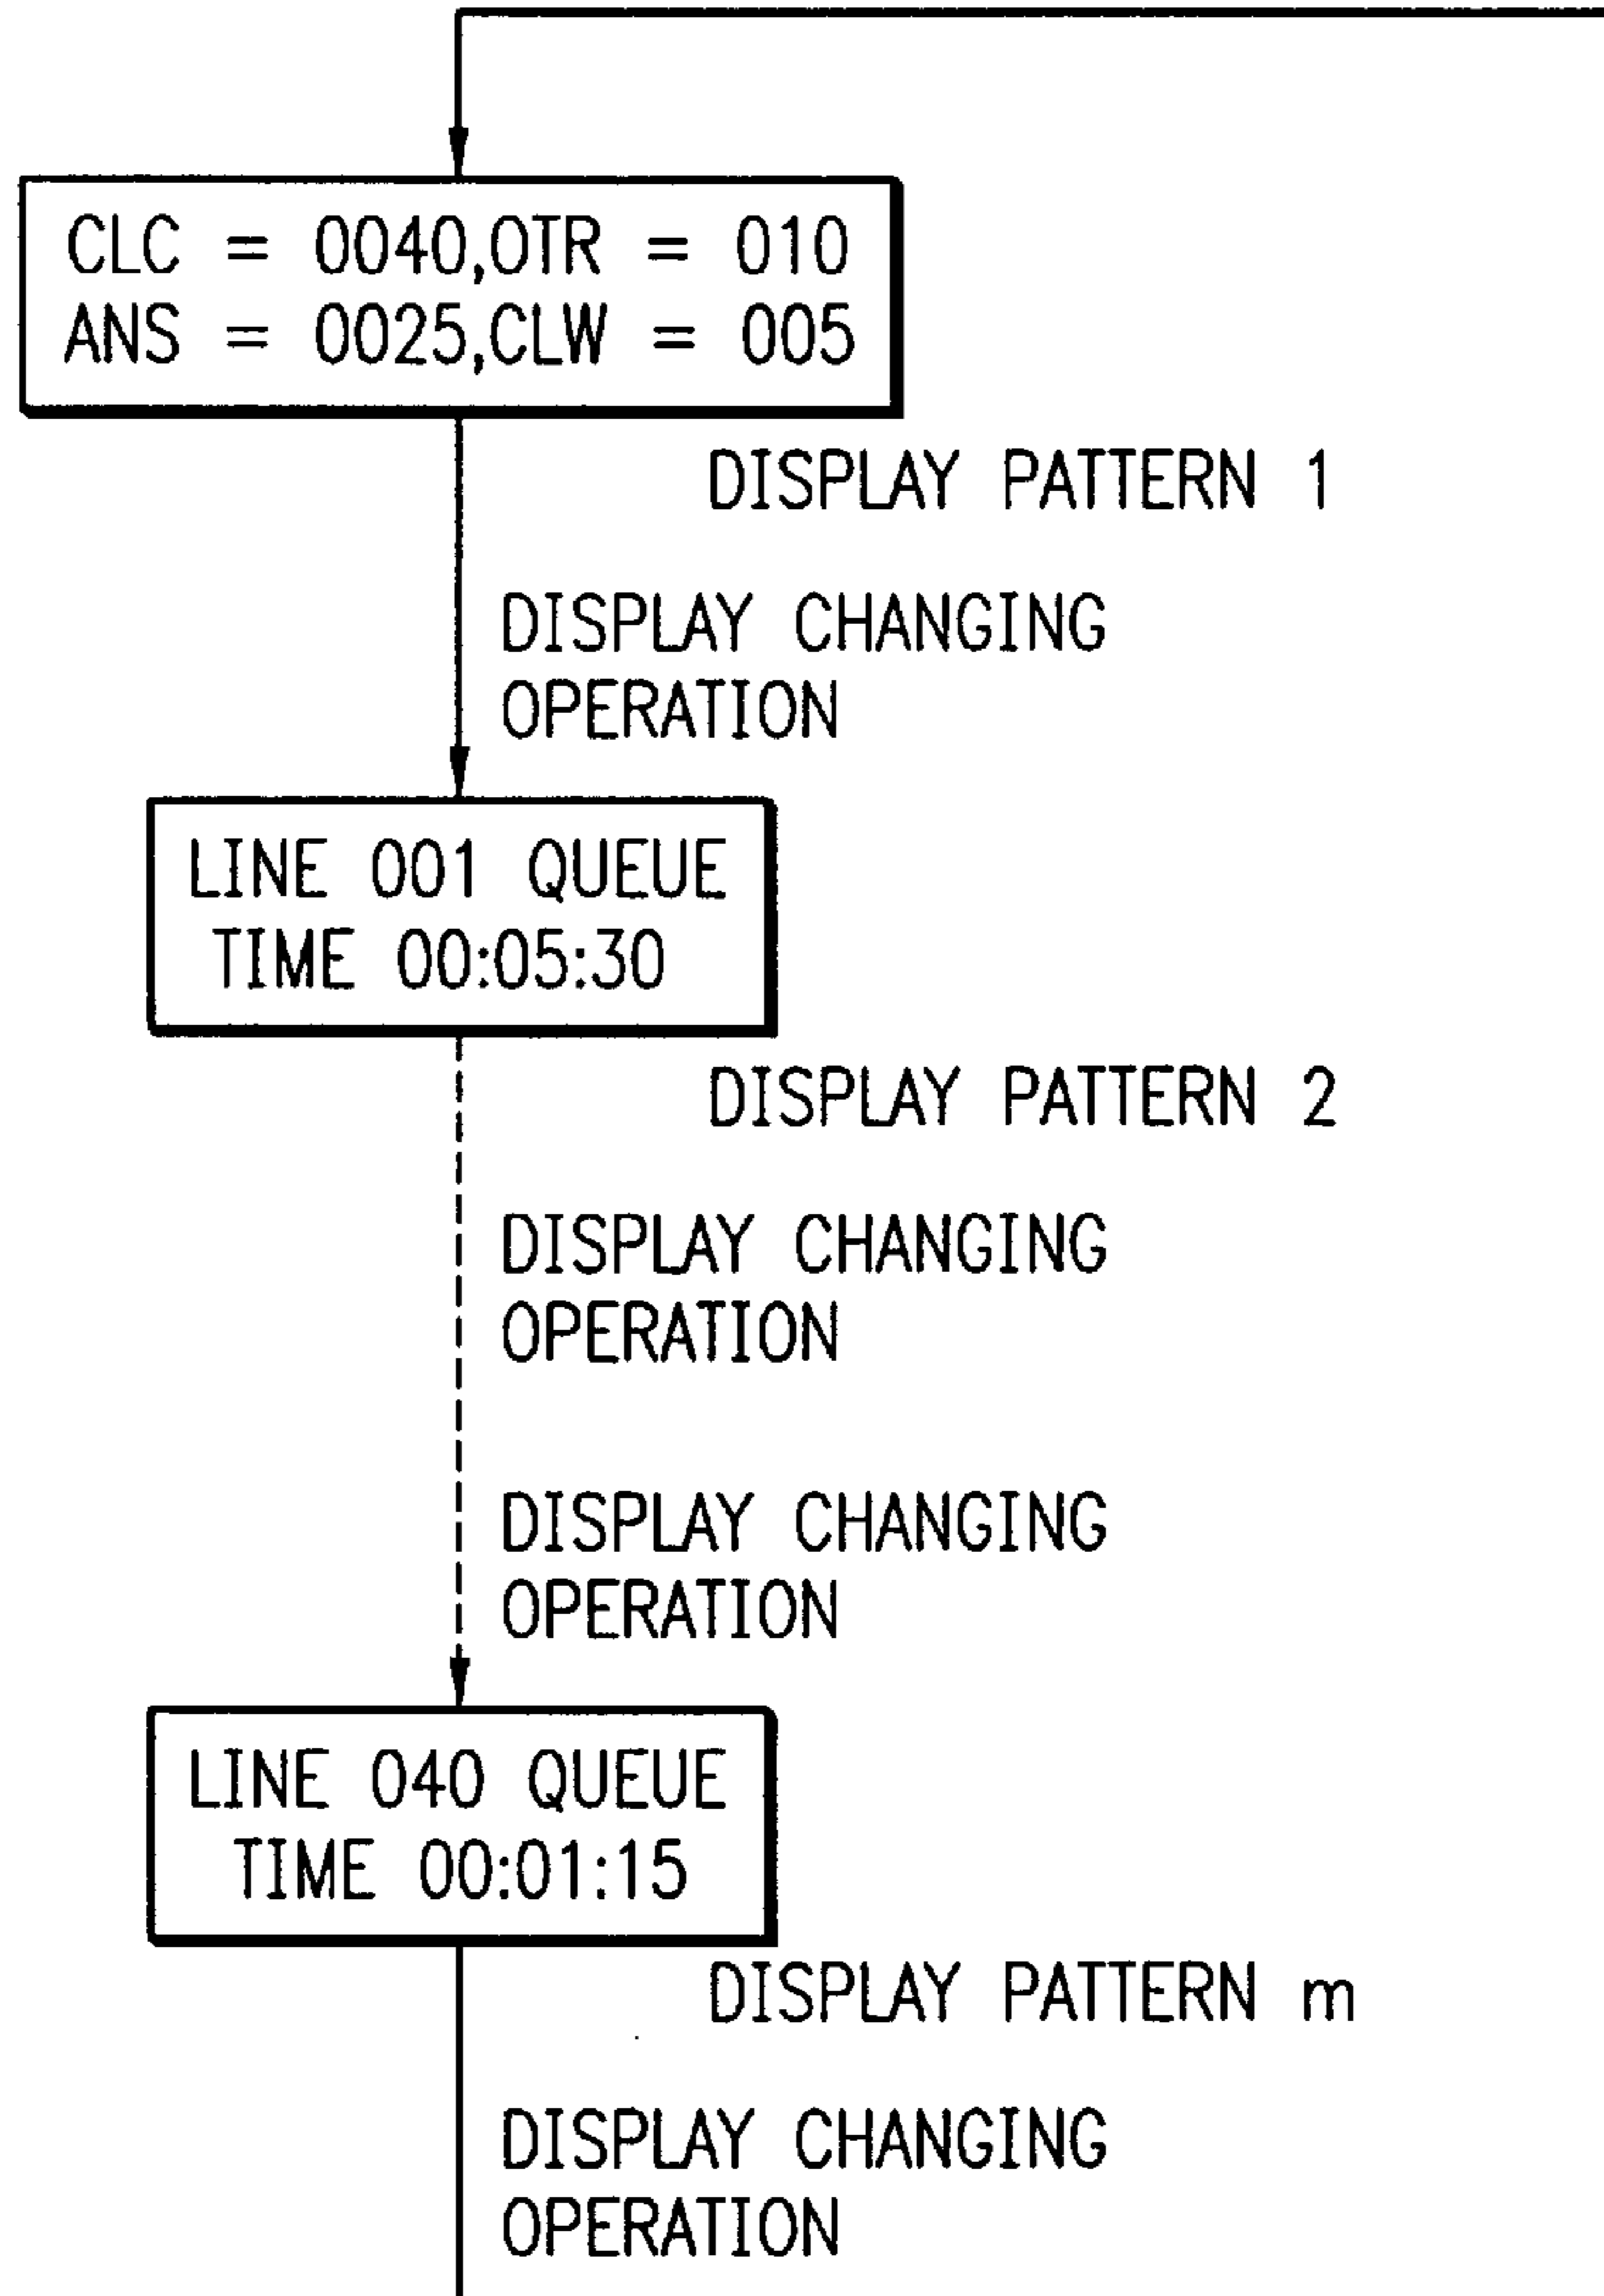 CLC = 0040,OTR = 010
ANS = 0025,CLW = 005
DISPLAY PATTERN 1
DISPLAY CHANGING
OPERATION
LINE 001 QUEUE
TIME 00:05:30
DISPLAY PATTERN 2
DISPLAY CHANGING
OPERATION
DISPLAY CHANGING
OPERATION
LINE 040 QUEUE
TIME 00:01:15
DISPLAY PATTERN m
DISPLAY CHANGING
OPERATION